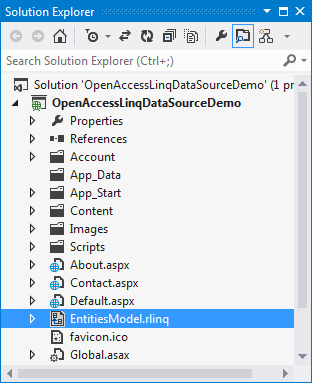 Solution Explorer
Search Solution Explorer (Ctrl+;)
Solution 'OpenAccessLinqDataSourceDemo' (1 pr
OpenAccessLinqDataSourceDemo
Properties
References
Account
App_Data
App_Start
Content
Images
Scripts
About.aspx
Contact.aspx
Default.aspx
EntitiesModel.rlinq
favicon.ico
Global.asax